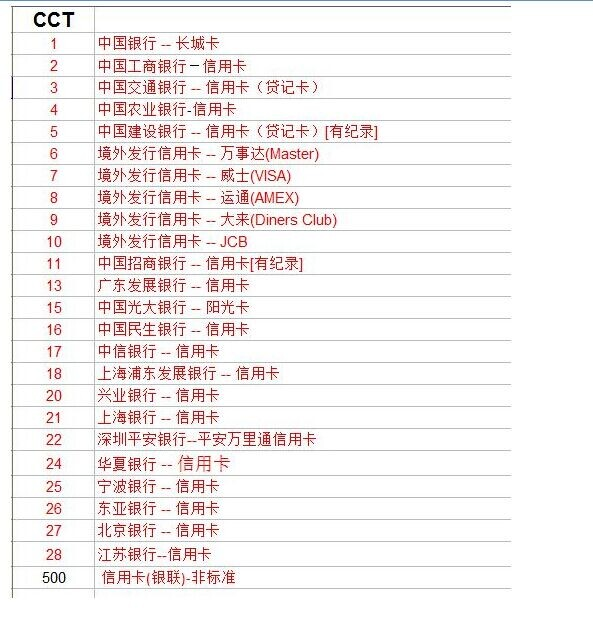 CCT
1 中国银行 -- 长城卡
2 中国工商银行－信用卡
3 中国交通银行 -- 信用卡（贷记卡）
4 中国农业银行-信用卡
5 中国建设银行 -- 信用卡（贷记卡）[有纪录]
6 境外发行信用卡 -- 万事达(Master)
7 境外发行信用卡 -- 威士(VISA)
8 境外发行信用卡 -- 运通(AMEX)
9 境外发行信用卡 -- 大来(Diners Club)
10 境外发行信用卡 -- JCB
11 中国招商银行 -- 信用卡[有纪录]
13 广东发展银行 -- 信用卡
15 中国光大银行 -- 阳光卡
16 中国民生银行 -- 信用卡
17 中信银行 -- 信用卡
18 上海浦东发展银行 -- 信用卡
20 兴业银行 -- 信用卡
21 上海银行 -- 信用卡
22 深圳平安银行--平安万里通信用卡
24 华夏银行 -- 信用卡
25 宁波银行 -- 信用卡
26 东亚银行 -- 信用卡
27 北京银行 -- 信用卡
28 江苏银行--信用卡
500 信用卡(银联)-非标准